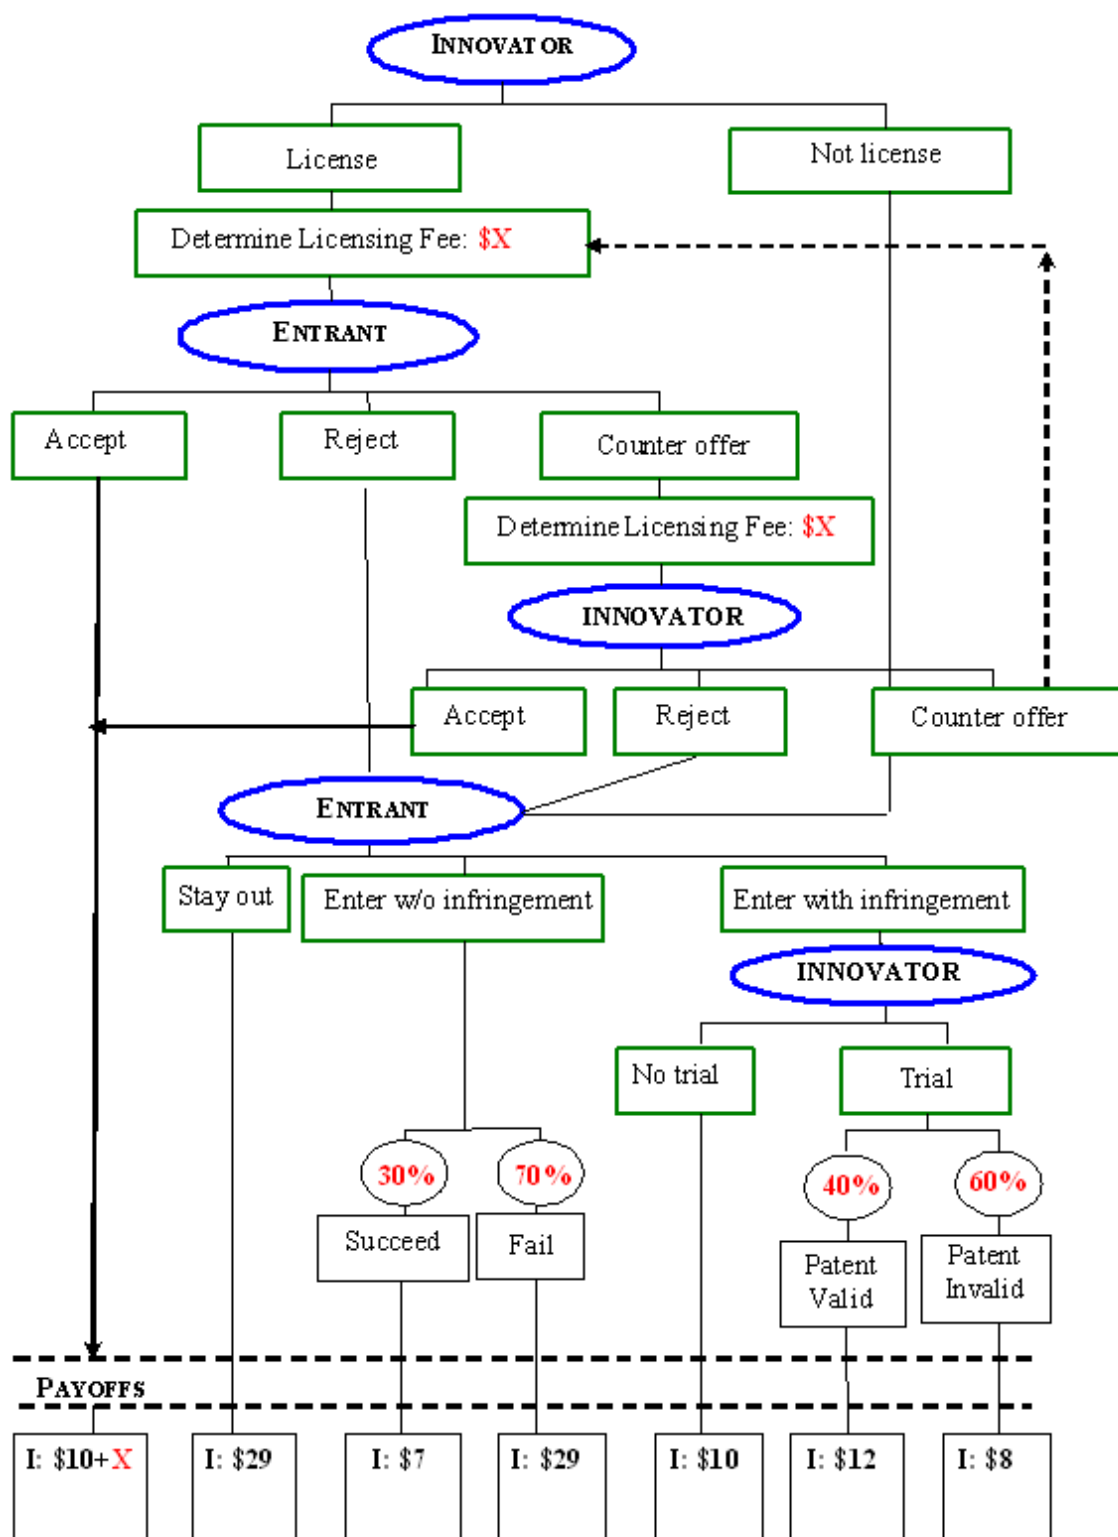 INNOVATOR
License
Not license
Determine Licensing Fee: $X
ENTRANT
Accept
Reject
Counter offer
Determine Licensing Fee: $X
INNOVATOR
Accept
Reject
Counter offer
ENTRANT
Stay out
Enter w/o infringement
Enter with infringement
INNOVATOR
No trial
Trial
30%
70%
40%
60%
Succeed
Fail
Patent
Valid
Patent
Invalid
PAYOFFS
I: $10+X
I: $29
I: $7
I: $29
I: $10
I: $12
I: $8